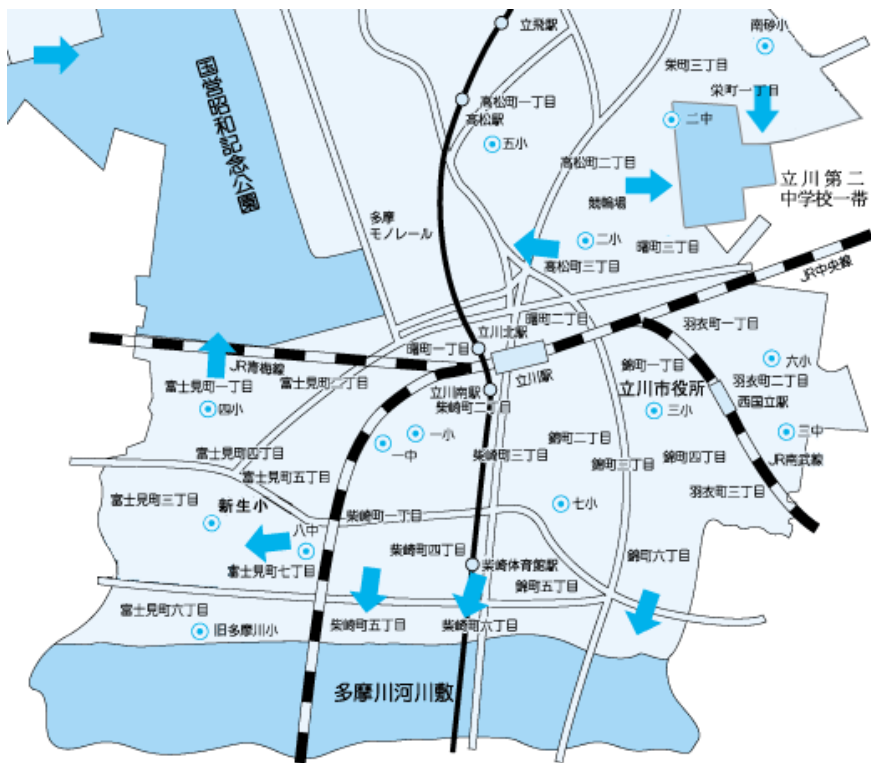 立飛駅
南砂小
栄町三丁目
国営昭和記念公園
栄町一丁目
高松町一丁目
高松駅
二中
五小
高松町二丁目
立川第二
中学校一帯
競輪場
多摩
モノレール
二小
曙町三丁目
高松町三丁目
JR中央線
曙町二丁目
羽衣町一丁目
立川北駅
曙町一丁目
JR青梅線
立川駅
錦町一丁目
六小
富士見町一丁目
富士見町二丁目
立川南駅
立川市役所
羽衣町二丁目
柴崎町二丁目
西国立駅
四小
三小
一小
三中
一中
錦町二丁目
富士見町四丁目
柴崎町三丁目
錦町三丁目
錦町四丁目
JR南武線
富士見町五丁目
羽衣町三丁目
富士見町三丁目
新生小
七小
柴崎町一丁目
八中
柴崎町四丁目
錦町六丁目
柴崎体育館駅
富士見町七丁目
錦町五丁目
富士見町六丁目
旧多摩川小
柴崎町五丁目
柴崎町六丁目
多摩川河川敷